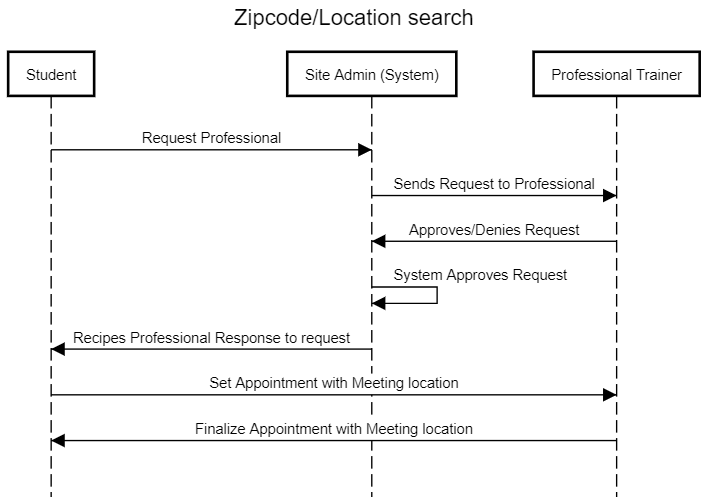 Zipcode/Location search
Student
Site Admin (System)
Professional Trainer
Request Professional
Sends Request to Professional
Approves/Denies Request
System Approves Request
Recipes Professional Response to request
Set Appointment with Meeting location
Finalize Appointment with Meeting location